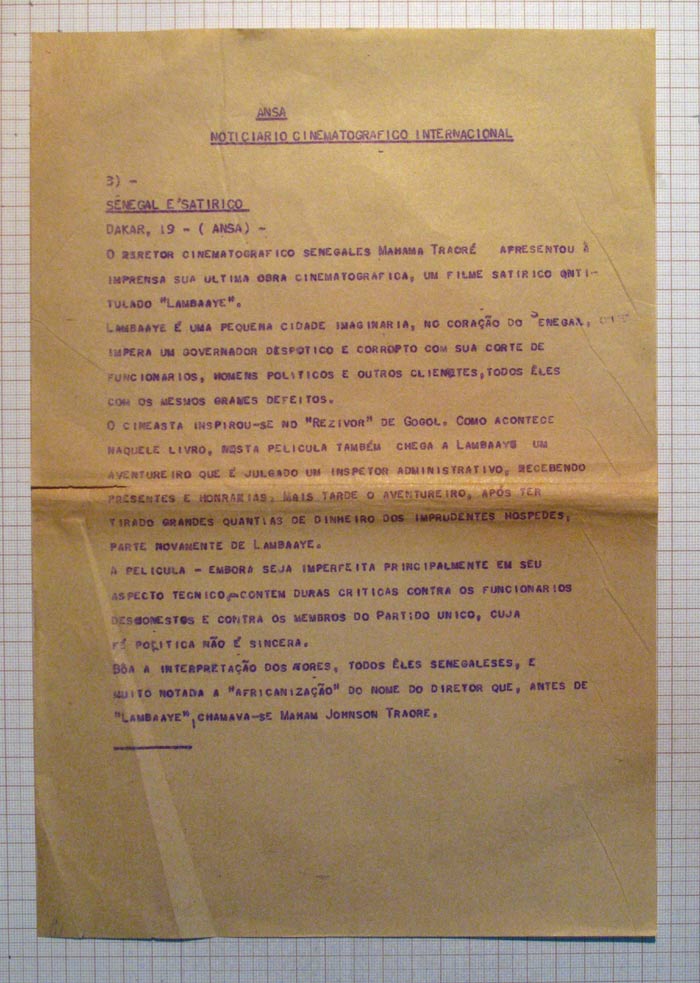 ANSA
NOTICIARIO CINEMATOGRAFICO INTERNACIONAL
3) -
SENEGAL E'SATIRICO
DAKAR, 19 - ( ANSA) -
O DIRETOR CINEMATOGRAFICO SENEGALES MAHAMA TRAORÉ APRESENTOU À
IMPRENSA SUA ULTIMA OBRA CINEMATOGRAFICA, UM FILME SATIRICO ONTI-
TULADO "LAMBAAYE".
LAMBAAYE É UMA PEQUENA CIDADE IMAGINARIA, NO CORAÇÃO DO SENEGAL,
IMPERA UM GOVERNADOR DESPOTICO E CORROPTO COM SUA CORTE DE
FUNCIONARIOS, HOMENS POLITICOS E OUTROS CLIENETES,TODOS ÊLES
COM OS MESMOS GRANES DEFEITOS.
O CINEASTA INSPIROU-SE NO "REZIVOR" DE GOGOL. COMO ACONTECE
NAQUELE LIVRO, NESTA PELICULA TAMBÉM CHEGA A LAMBAAYE UM
AVENTUREIRO QUE É JULGADO UM INSPETOR ADMINISTRATIVO, RECEBENDO
PRESENTES E HONRARIAS. MAIS TARDE O AVENTUREIRO, APÓS TER
TIRADO GRANDES QUANTIAS DE DINHEIRO DOS IMPRUDENTES HOSPEDES,
PARTE NOVAMENTE DE LAMBAAYE.
A PELICULA - EMBORA SEJA IMPERFEITA PRINCIPALMENTE EM SEU
ASPECTO TECNICO,- CONTEM DURAS CRITICAS CONTRA OS FUNCIONARIOS
DESONESTOS E CONTRA OS MEMBROS DO PARTIDO UNICO, CUJA
FÉ POLITICA NÃO É SINCERA.
BÔA A INTERPRETAÇÃO DOS ATORES, TODOS ÊLES SENEGALESES, E
MUITO NOTADA A "AFRICANIZAÇÃO" DO NOME DO DIRETOR QUE, ANTES DE
"LAMBAAYE", CHAMAVA-SE MAHAM JOHNSON TRAORE.